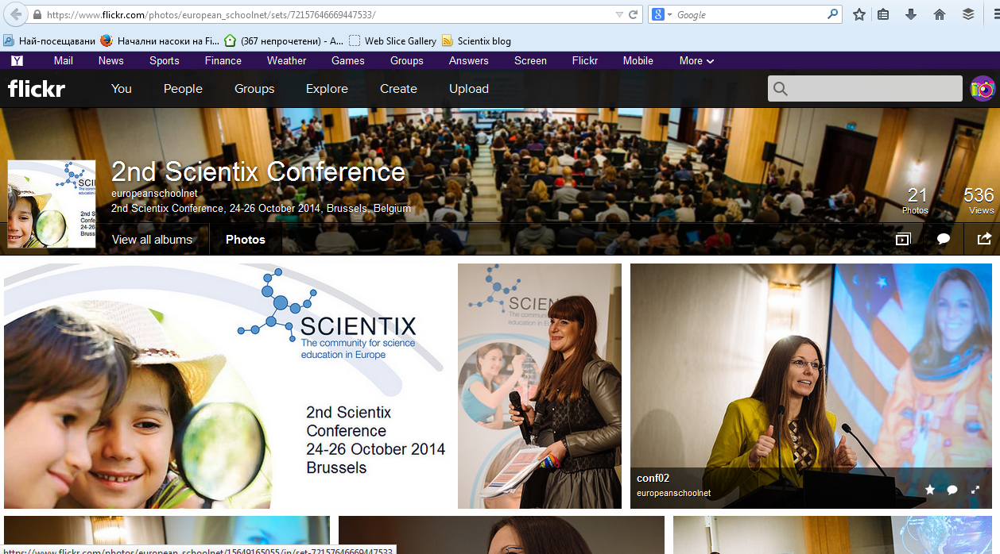 https://www.flickr.com/photos/european_schoolnet/sets/72157646669447533/
Google
Най-посещавани
Начални насоки на Fi...
(367 непрочетени) - A...
Web Slice Gallery
Scientix blog
Y
Mail
News
Sports
Finance
Weather
Games
Groups
Answers
Screen
Flickr
Mobile
More
flickr
You
People
Groups
Explore
Create
Upload
2nd Scientix Conference
europeanschoolnet
2nd Scientix Conference, 24-26 October 2014, Brussels, Belgium
21
Photos
536
Views
View all albums
Photos
SCIENTIX
The community for science
education in Europe
2nd Scientix
Conference
24-26 October 2014
Brussels
SCIEN
The community
education in Eu
conf02
europeanschoolnet
https://www.flickr.com/photos/european_schoolnet/15649165055/in/set-72157646669447533